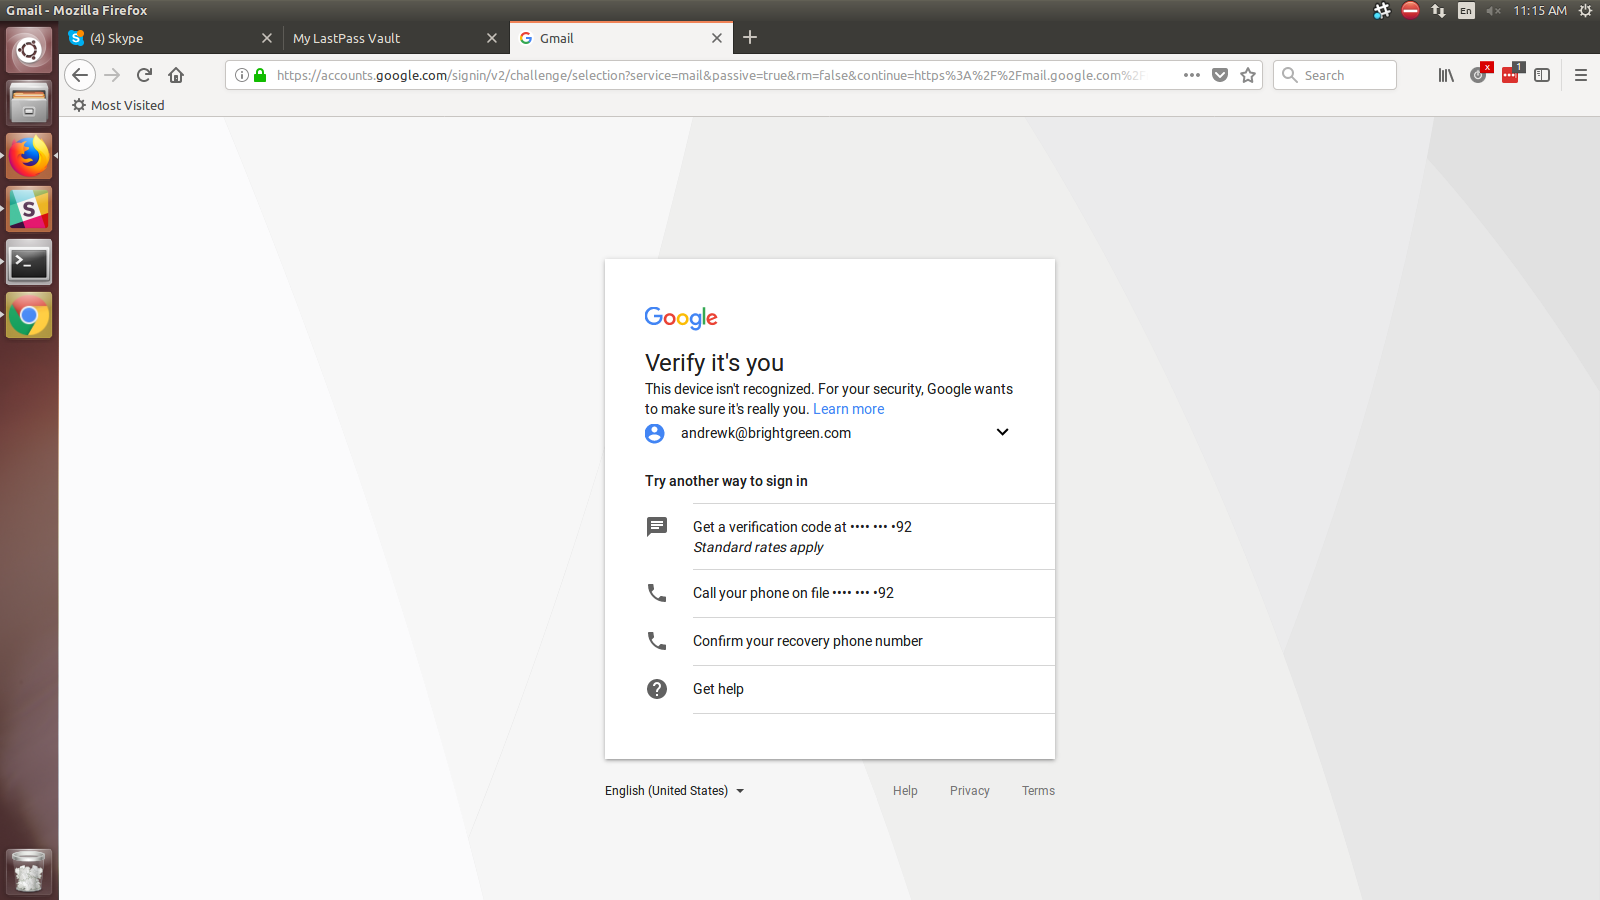 Gmail - Mozilla Firefox
En
11:15 AM
(4) Skype
My LastPass Vault
Gmail
https://accounts.google.com/signin/v2/challenge/selection?service=mail&passive=true&rm=false&continue=https%3A%2F%2Fmail.google.com%2F
Search
x
1
Most Visited
Google
Verify it's you
This device isn't recognized. For your security, Google wants
to make sure it's really you. Learn more
andrewk@brightgreen.com
Try another way to sign in
Get a verification code at •••• ••• •92
Standard rates apply
Call your phone on file •••• ••• •92
Confirm your recovery phone number
Get help
English (United States)
Help
Privacy
Terms